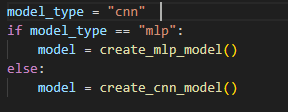 model_type = "cnn"
if model_type == "mlp":
    model = create_mlp_model()
else:
    model = create_cnn_model()